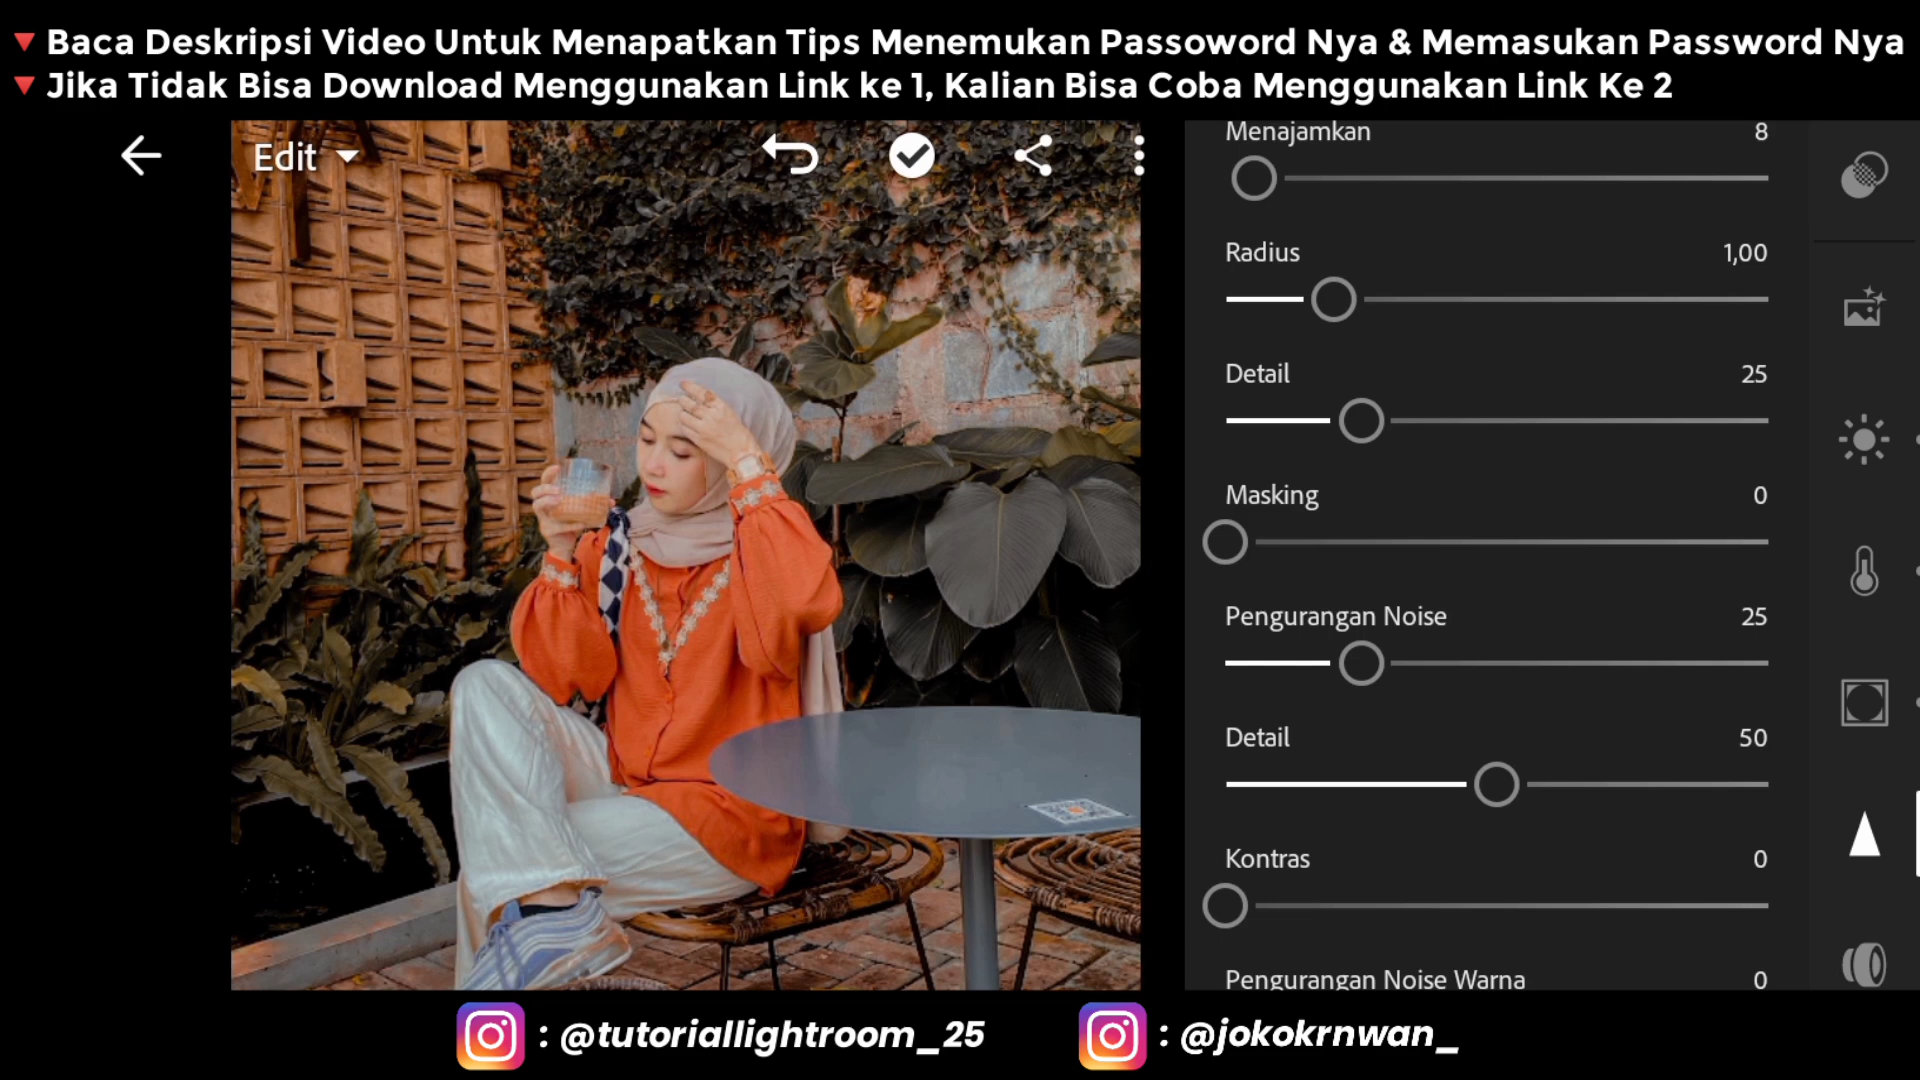 Baca Deskripsi Video Untuk Menapatkan Tips Menemukan Passoword Nya & Memasukan Password Nya
Jika Tidak Bisa Download Menggunakan Link ke 1, Kalian Bisa Coba Menggunakan Link Ke 2
Edit
Menajamkan 8
Radius 1,00
Detail 25
Masking 0
Pengurangan Noise 25
Detail 50
Kontras 0
Pengurangan Noise Warna 0
: @tutoriallightroom_25
: @jokokrnwan_